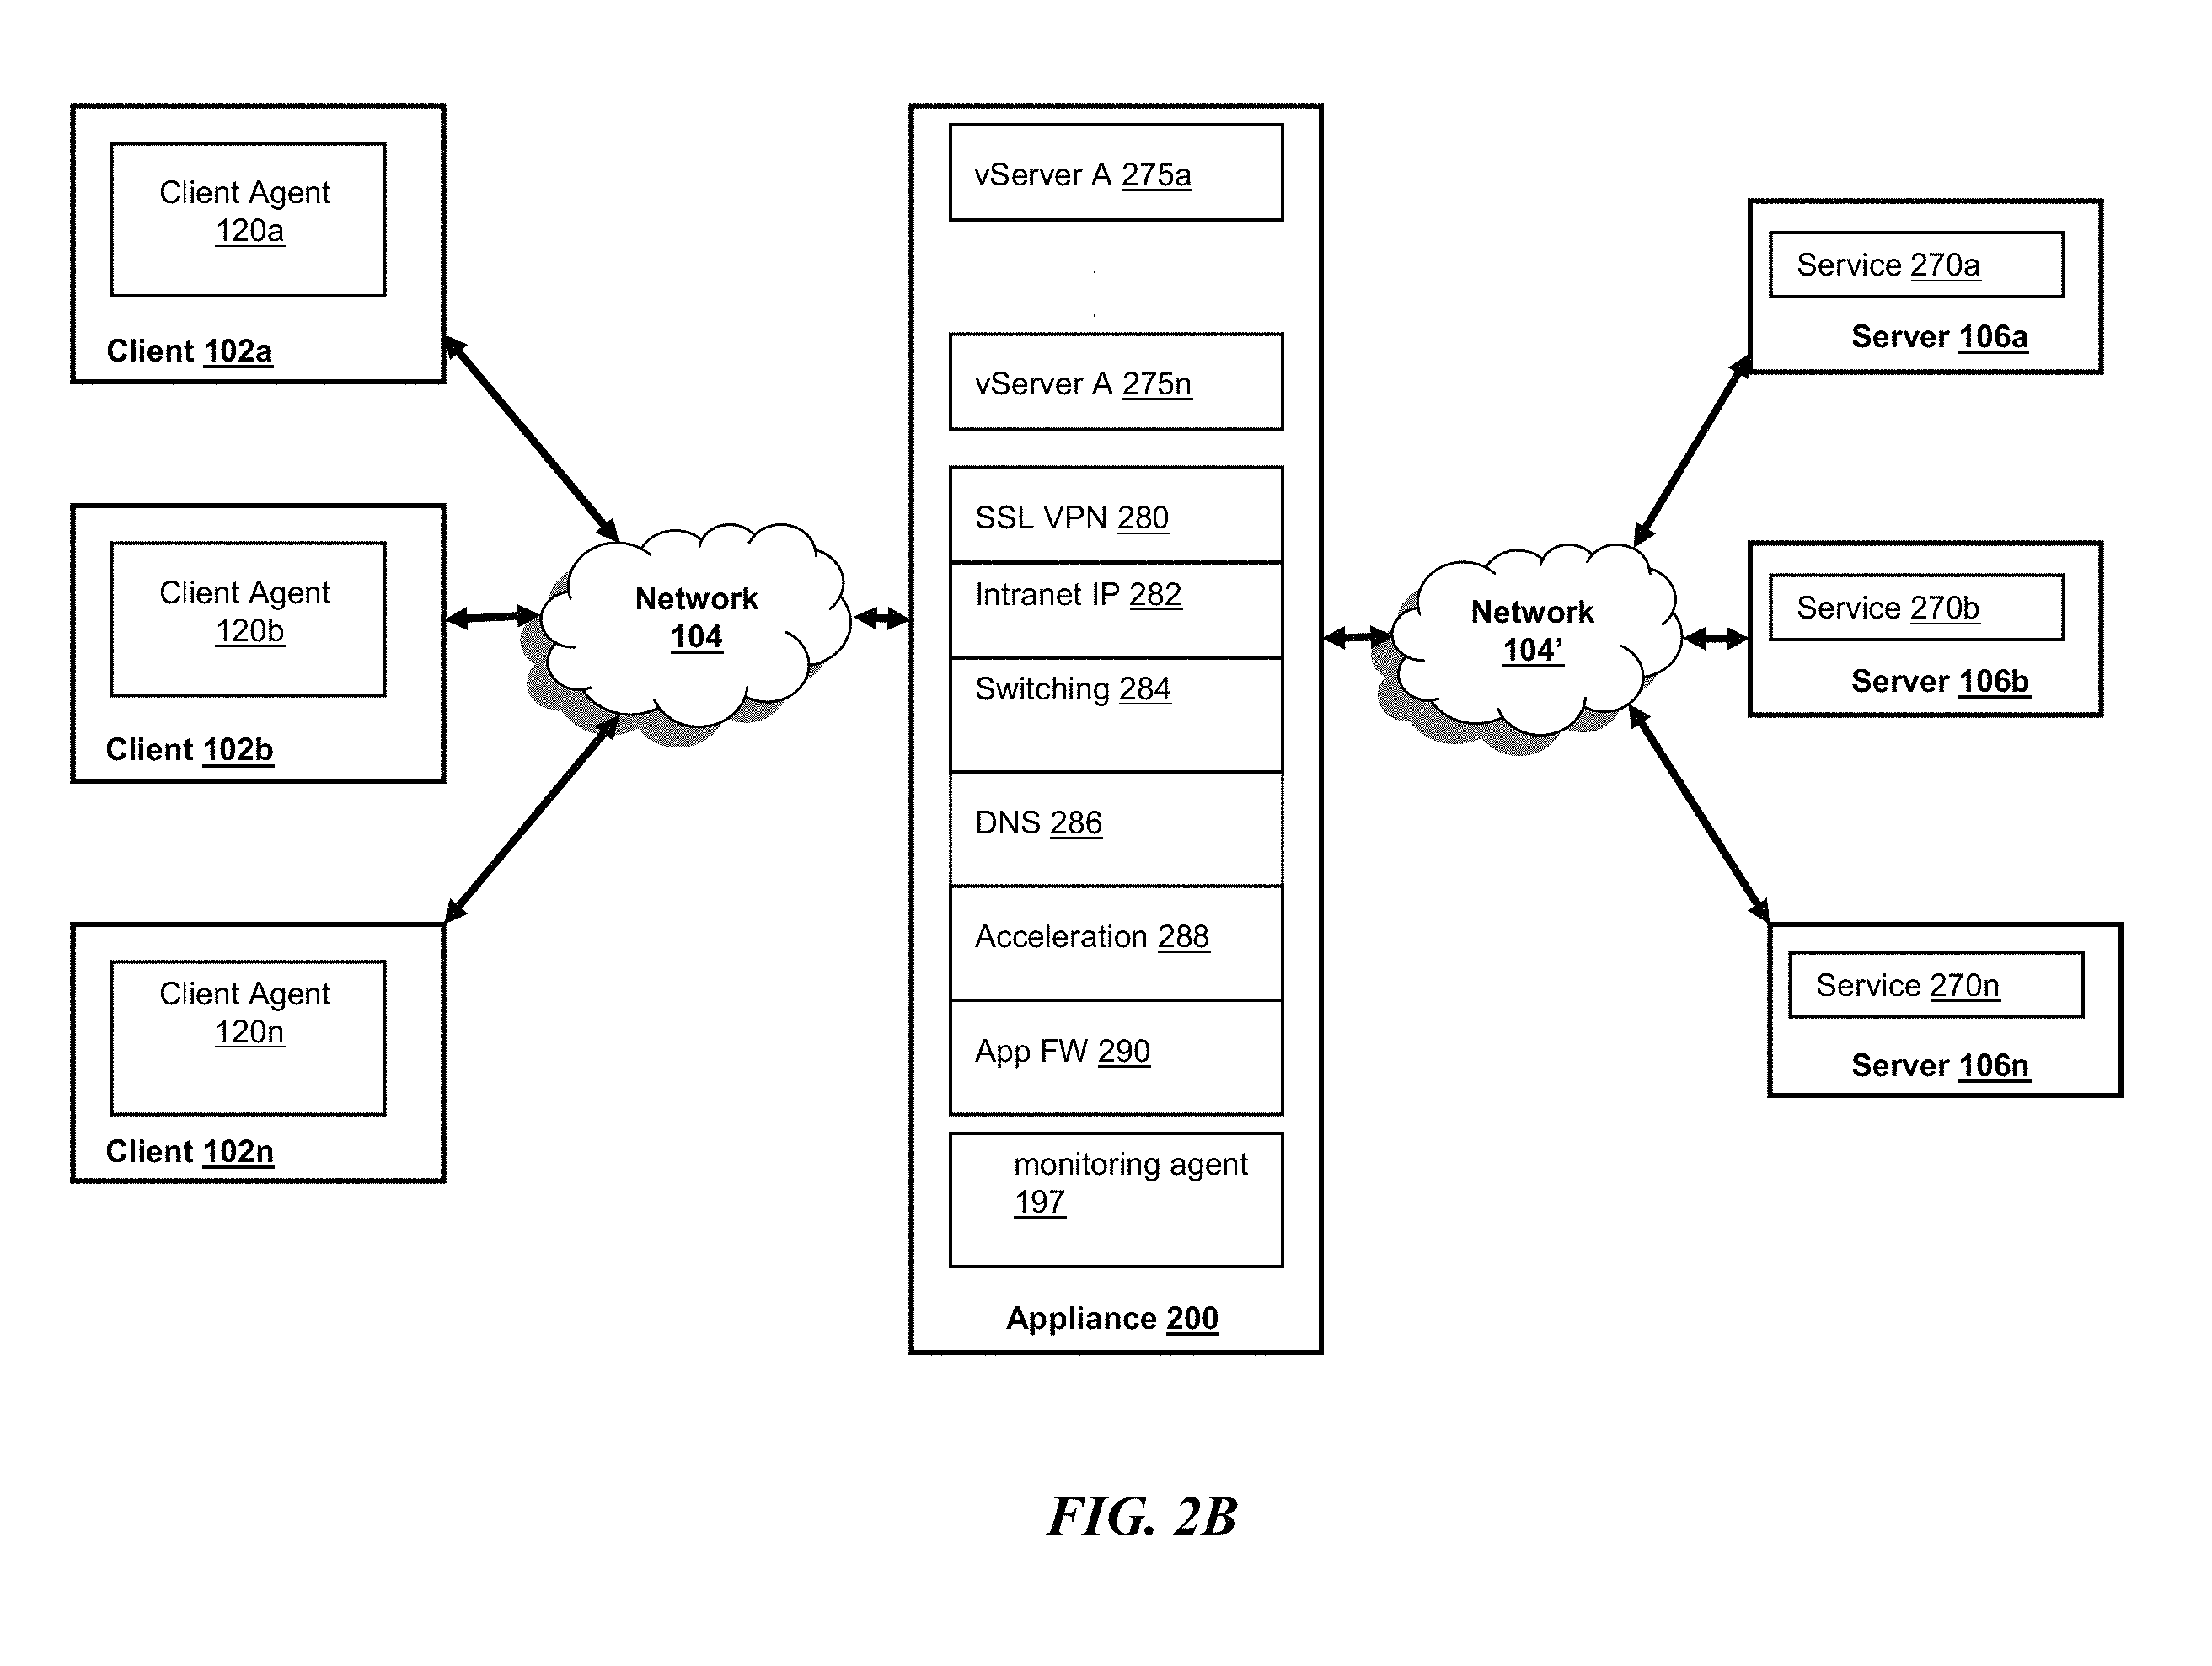 Client Agent
120a
Client 102a
Client Agent
120b
Client 102b
Client Agent
120n
Client 102n
Network
104
vServer A 275a
.
.
vServer A 275n
SSL VPN 280
Intranet IP 282
Switching 284
DNS 286
Acceleration 288
App FW 290
monitoring agent
197
Appliance 200
Network
104’
Service 270a
Server 106a
Service 270b
Server 106b
Service 270n
Server 106n
FIG. 2B